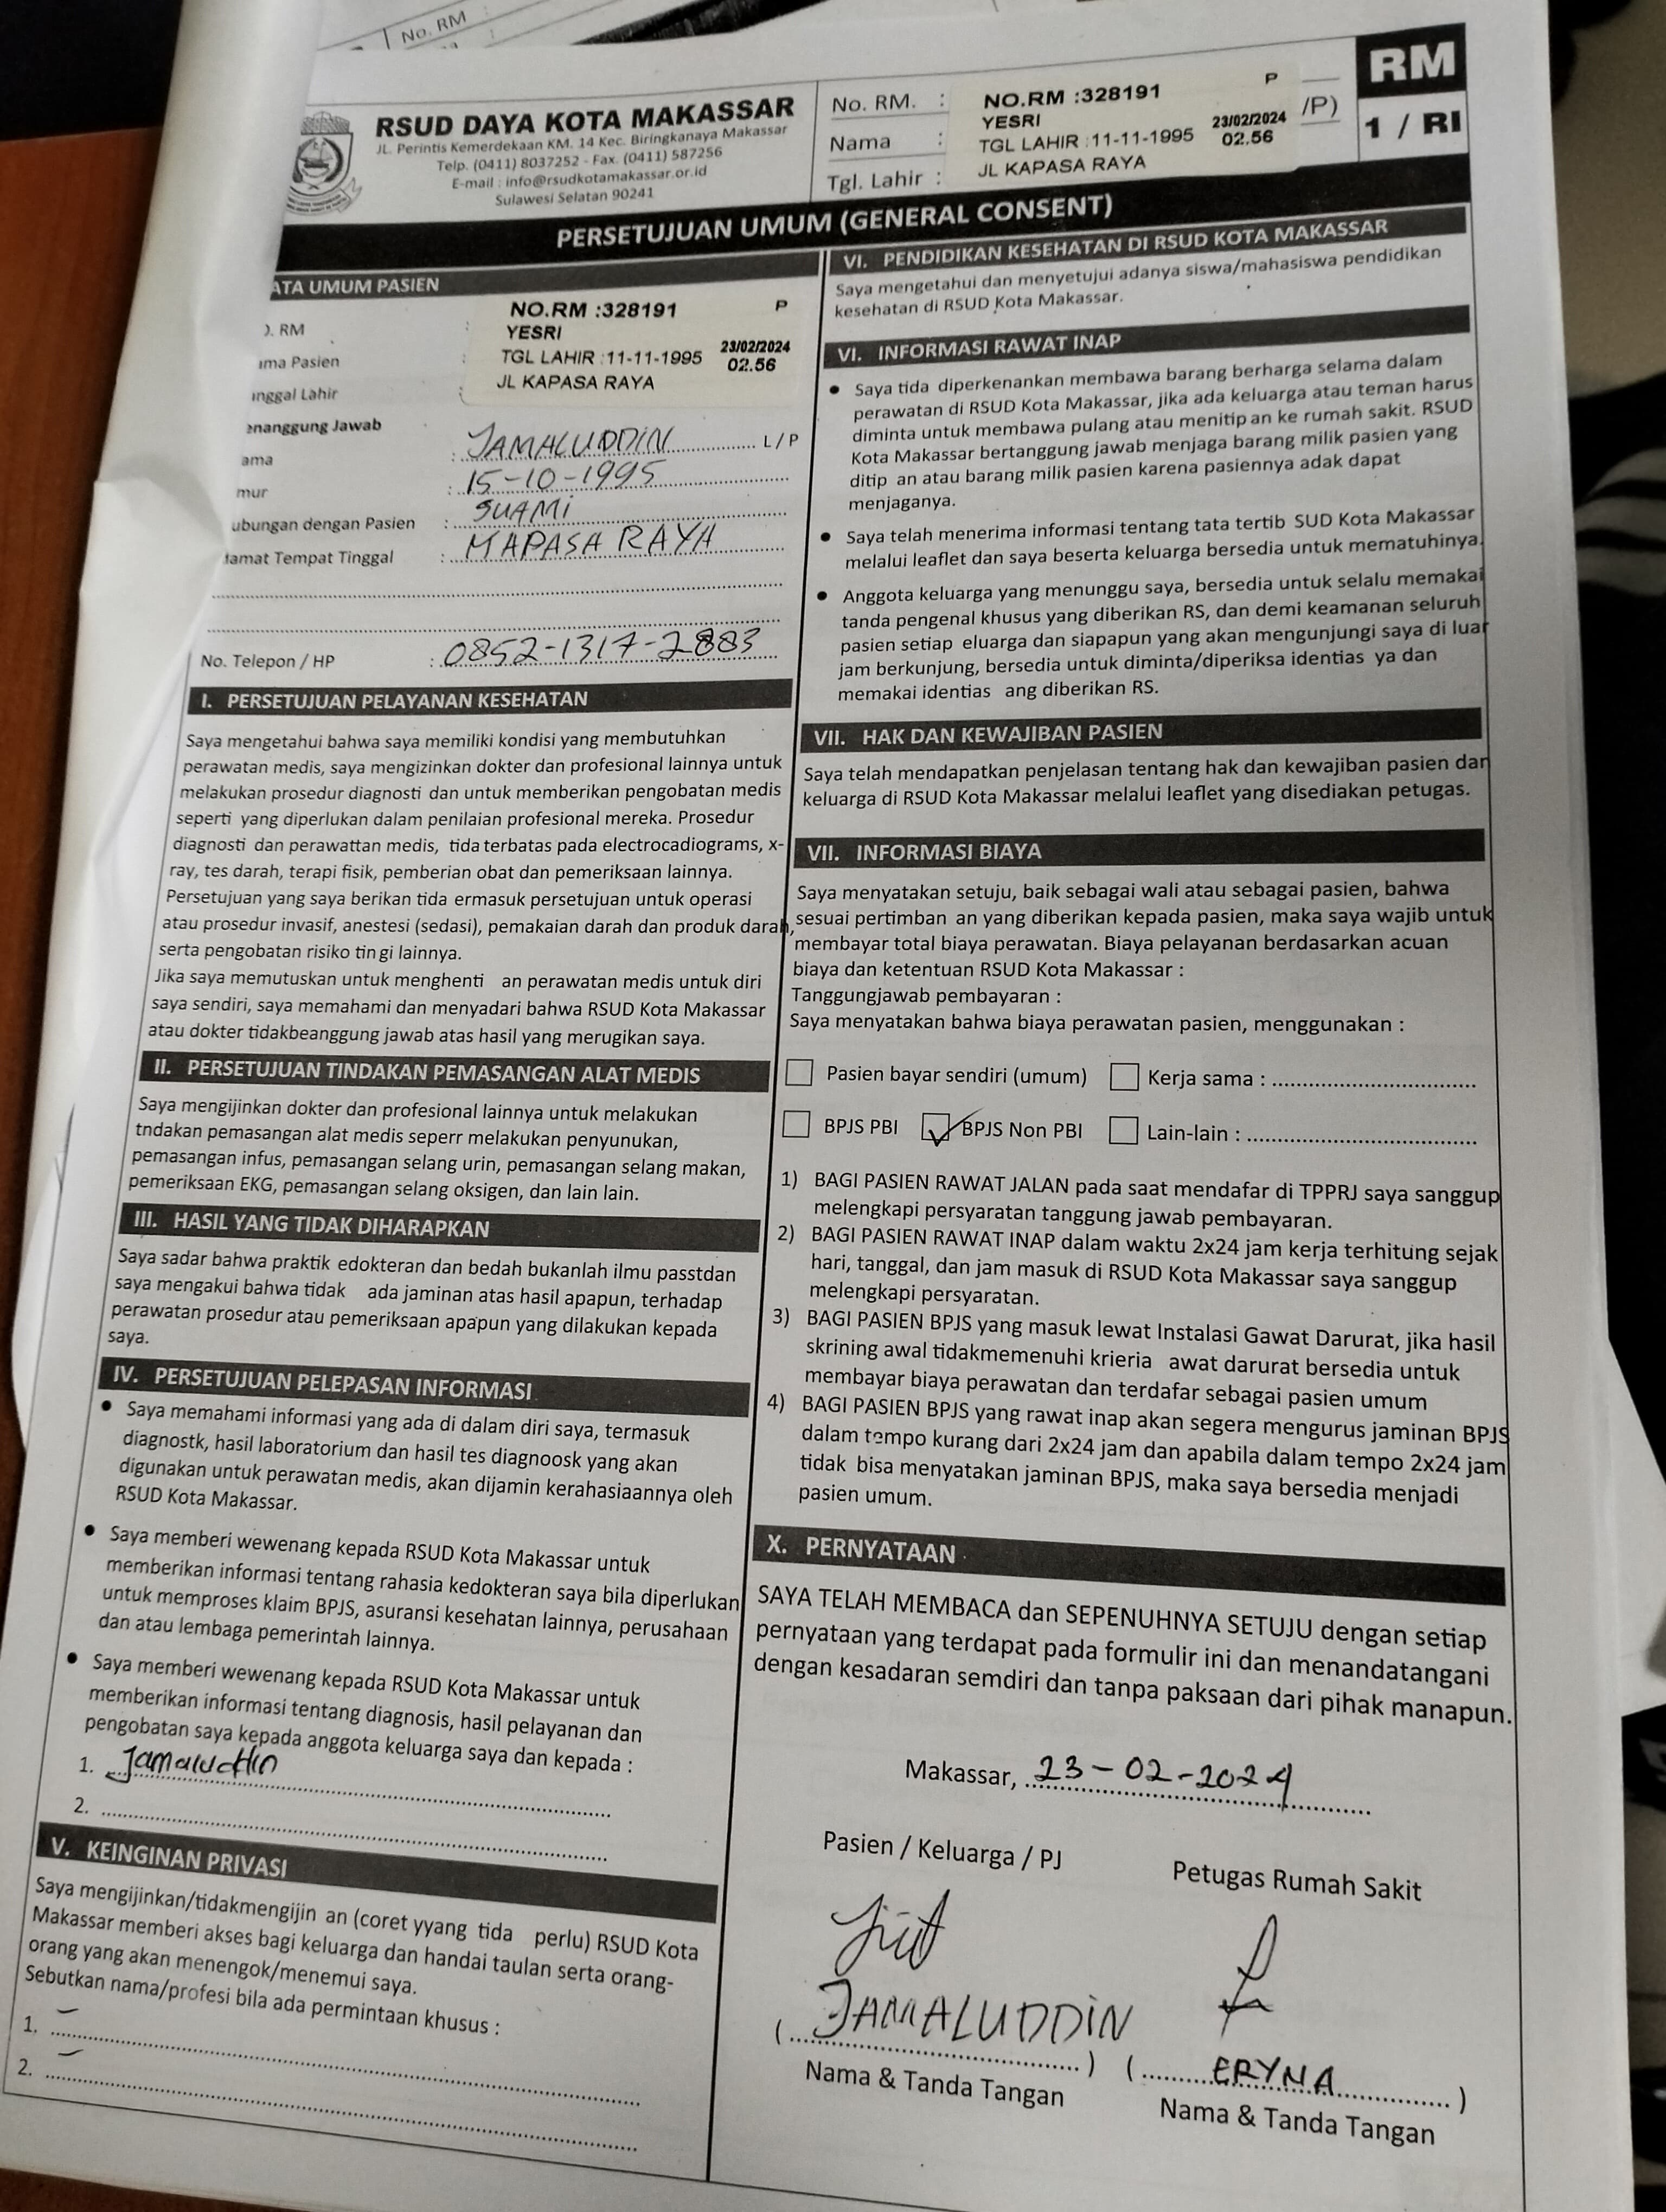 No. RM
RSUD DAYA KOTA MAKASSAR
JL. Perintis Kemerdekaan KM. 14 Kec. Biringkanaya Makassar
Telp. (0411) 8037252 - Fax. (0411) 587256
E-mail : info@rsudkotamakassar.or.id
Sulawesi Selatan 90241
No. RM. :
Nama :
Tgl. Lahir :
NO.RM :328191 P
YESRI
TGL LAHIR :11-11-1995 23/02/2024 02.56
JL KAPASA RAYA
/P)
RM
1 / RI
PERSETUJUAN UMUM (GENERAL CONSENT)
ATA UMUM PASIEN
). RM :
ıma Pasien :
ınggal Lahir :
NO.RM :328191 P
YESRI
TGL LAHIR :11-11-1995 23/02/2024 02.56
JL KAPASA RAYA
enanggung Jawab
ama : JAMALUDDIN L / P
mur : 15-10-1995
ubungan dengan Pasien : SUAMI
lamat Tempat Tinggal : MAPASA RAYA
No. Telepon / HP : 0852-1317-2883
I. PERSETUJUAN PELAYANAN KESEHATAN
Saya mengetahui bahwa saya memiliki kondisi yang membutuhkan
perawatan medis, saya mengizinkan dokter dan profesional lainnya untuk
melakukan prosedur diagnosti dan untuk memberikan pengobatan medis
seperti yang diperlukan dalam penilaian profesional mereka. Prosedur
diagnosti dan perawattan medis, tida terbatas pada electrocadiograms, x-
ray, tes darah, terapi fisik, pemberian obat dan pemeriksaan lainnya.
Persetujuan yang saya berikan tida ermasuk persetujuan untuk operasi
atau prosedur invasif, anestesi (sedasi), pemakaian darah dan produk darah,
serta pengobatan risiko tin gi lainnya.
Jika saya memutuskan untuk menghenti an perawatan medis untuk diri
saya sendiri, saya memahami dan menyadari bahwa RSUD Kota Makassar
atau dokter tidakbeanggung jawab atas hasil yang merugikan saya.
II. PERSETUJUAN TINDAKAN PEMASANGAN ALAT MEDIS
Saya mengijinkan dokter dan profesional lainnya untuk melakukan
tndakan pemasangan alat medis seperr melakukan penyunukan,
pemasangan infus, pemasangan selang urin, pemasangan selang makan,
pemeriksaan EKG, pemasangan selang oksigen, dan lain lain.
III. HASIL YANG TIDAK DIHARAPKAN
Saya sadar bahwa praktik edokteran dan bedah bukanlah ilmu passtdan
saya mengakui bahwa tidak ada jaminan atas hasil apapun, terhadap
perawatan prosedur atau pemeriksaan apapun yang dilakukan kepada
saya.
IV. PERSETUJUAN PELEPASAN INFORMASI
• Saya memahami informasi yang ada di dalam diri saya, termasuk
diagnostk, hasil laboratorium dan hasil tes diagnoosk yang akan
digunakan untuk perawatan medis, akan dijamin kerahasiaannya oleh
RSUD Kota Makassar.
• Saya memberi wewenang kepada RSUD Kota Makassar untuk
memberikan informasi tentang rahasia kedokteran saya bila diperlukan
untuk memproses klaim BPJS, asuransi kesehatan lainnya, perusahaan
dan atau lembaga pemerintah lainnya.
• Saya memberi wewenang kepada RSUD Kota Makassar untuk
memberikan informasi tentang diagnosis, hasil pelayanan dan
pengobatan saya kepada anggota keluarga saya dan kepada :
1. Jamaluddin
2.
V. KEINGINAN PRIVASI
Saya mengijinkan/tidakmengijin an (coret yyang tida perlu) RSUD Kota
Makassar memberi akses bagi keluarga dan handai taulan serta orang-
orang yang akan menengok/menemui saya.
Sebutkan nama/profesi bila ada permintaan khusus :
1. –
2. –
VI. PENDIDIKAN KESEHATAN DI RSUD KOTA MAKASSAR
Saya mengetahui dan menyetujui adanya siswa/mahasiswa pendidikan
kesehatan di RSUD Kota Makassar.
VI. INFORMASI RAWAT INAP
• Saya tida diperkenankan membawa barang berharga selama dalam
perawatan di RSUD Kota Makassar, jika ada keluarga atau teman harus
diminta untuk membawa pulang atau menitip an ke rumah sakit. RSUD
Kota Makassar bertanggung jawab menjaga barang milik pasien yang
ditip an atau barang milik pasien karena pasiennya adak dapat
menjaganya.
• Saya telah menerima informasi tentang tata tertib SUD Kota Makassar
melalui leaflet dan saya beserta keluarga bersedia untuk mematuhinya.
• Anggota keluarga yang menunggu saya, bersedia untuk selalu memakai
tanda pengenal khusus yang diberikan RS, dan demi keamanan seluruh
pasien setiap eluarga dan siapapun yang akan mengunjungi saya di luar
jam berkunjung, bersedia untuk diminta/diperiksa identias ya dan
memakai identias ang diberikan RS.
VII. HAK DAN KEWAJIBAN PASIEN
Saya telah mendapatkan penjelasan tentang hak dan kewajiban pasien dan
keluarga di RSUD Kota Makassar melalui leaflet yang disediakan petugas.
VII. INFORMASI BIAYA
Saya menyatakan setuju, baik sebagai wali atau sebagai pasien, bahwa
sesuai pertimban an yang diberikan kepada pasien, maka saya wajib untuk
membayar total biaya perawatan. Biaya pelayanan berdasarkan acuan
biaya dan ketentuan RSUD Kota Makassar :
Tanggungjawab pembayaran :
Saya menyatakan bahwa biaya perawatan pasien, menggunakan :
Pasien bayar sendiri (umum) Kerja sama :
BPJS PBI ✓ BPJS Non PBI Lain-lain :
1) BAGI PASIEN RAWAT JALAN pada saat mendafar di TPPRJ saya sanggup
melengkapi persyaratan tanggung jawab pembayaran.
2) BAGI PASIEN RAWAT INAP dalam waktu 2x24 jam kerja terhitung sejak
hari, tanggal, dan jam masuk di RSUD Kota Makassar saya sanggup
melengkapi persyaratan.
3) BAGI PASIEN BPJS yang masuk lewat Instalasi Gawat Darurat, jika hasil
skrining awal tidakmemenuhi krieria awat darurat bersedia untuk
membayar biaya perawatan dan terdafar sebagai pasien umum
4) BAGI PASIEN BPJS yang rawat inap akan segera mengurus jaminan BPJS
dalam tempo kurang dari 2x24 jam dan apabila dalam tempo 2x24 jam
tidak bisa menyatakan jaminan BPJS, maka saya bersedia menjadi
pasien umum.
X. PERNYATAAN
SAYA TELAH MEMBACA dan SEPENUHNYA SETUJU dengan setiap
pernyataan yang terdapat pada formulir ini dan menandatangani
dengan kesadaran semdiri dan tanpa paksaan dari pihak manapun.
Makassar, 23-02-2024
Pasien / Keluarga / PJ Petugas Rumah Sakit
( JAMALUDDIN ) ( ERYNA )
Nama & Tanda Tangan Nama & Tanda Tangan